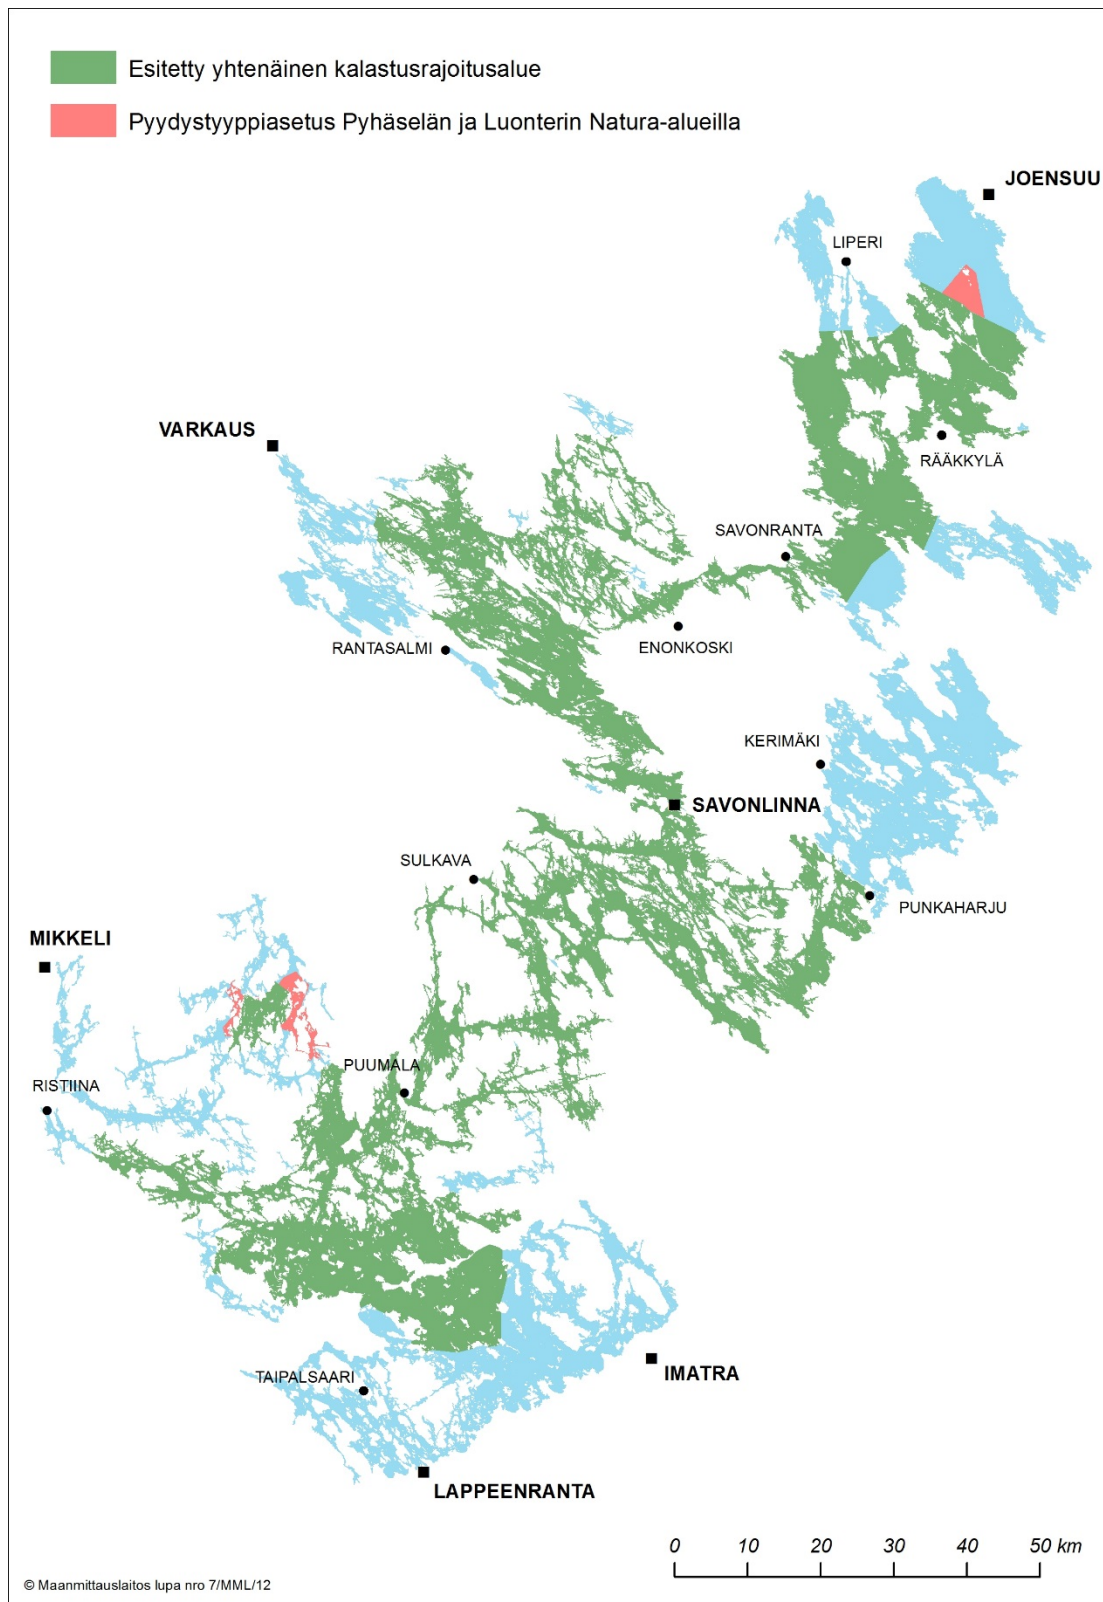 Esitetty yhtenäinen kalastusrajoitusalue
Pyydystyyppiasetus Pyhäselän ja Luonterin Natura-alueilla
JOENSUU
LIPERI
VARKAUS
RÄÄKKYLÄ
SAVONRANTA
RANTASALMI
ENONKOSKI
KERIMÄKI
SAVONLINNA
SULKAVA
PUNKAHARJU
MIKKELI
PUUMALA
RISTIINA
IMATRA
TAIPALSAARI
LAPPEENRANTA
0 10 20 30 40 50 km
© Maanmittauslaitos lupa nro 7/MML/12